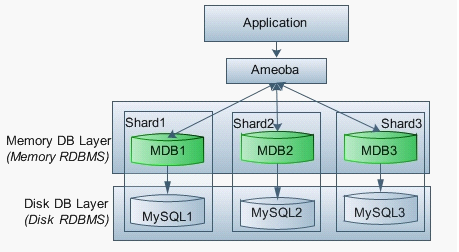 Application
Ameoba
Shard1
Shard2
Shard3
Memory DB Layer
(Memory RDBMS)
MDB1
MDB2
MDB3
Disk DB Layer
(Disk RDBMS)
MySQL1
MySQL2
MySQL3